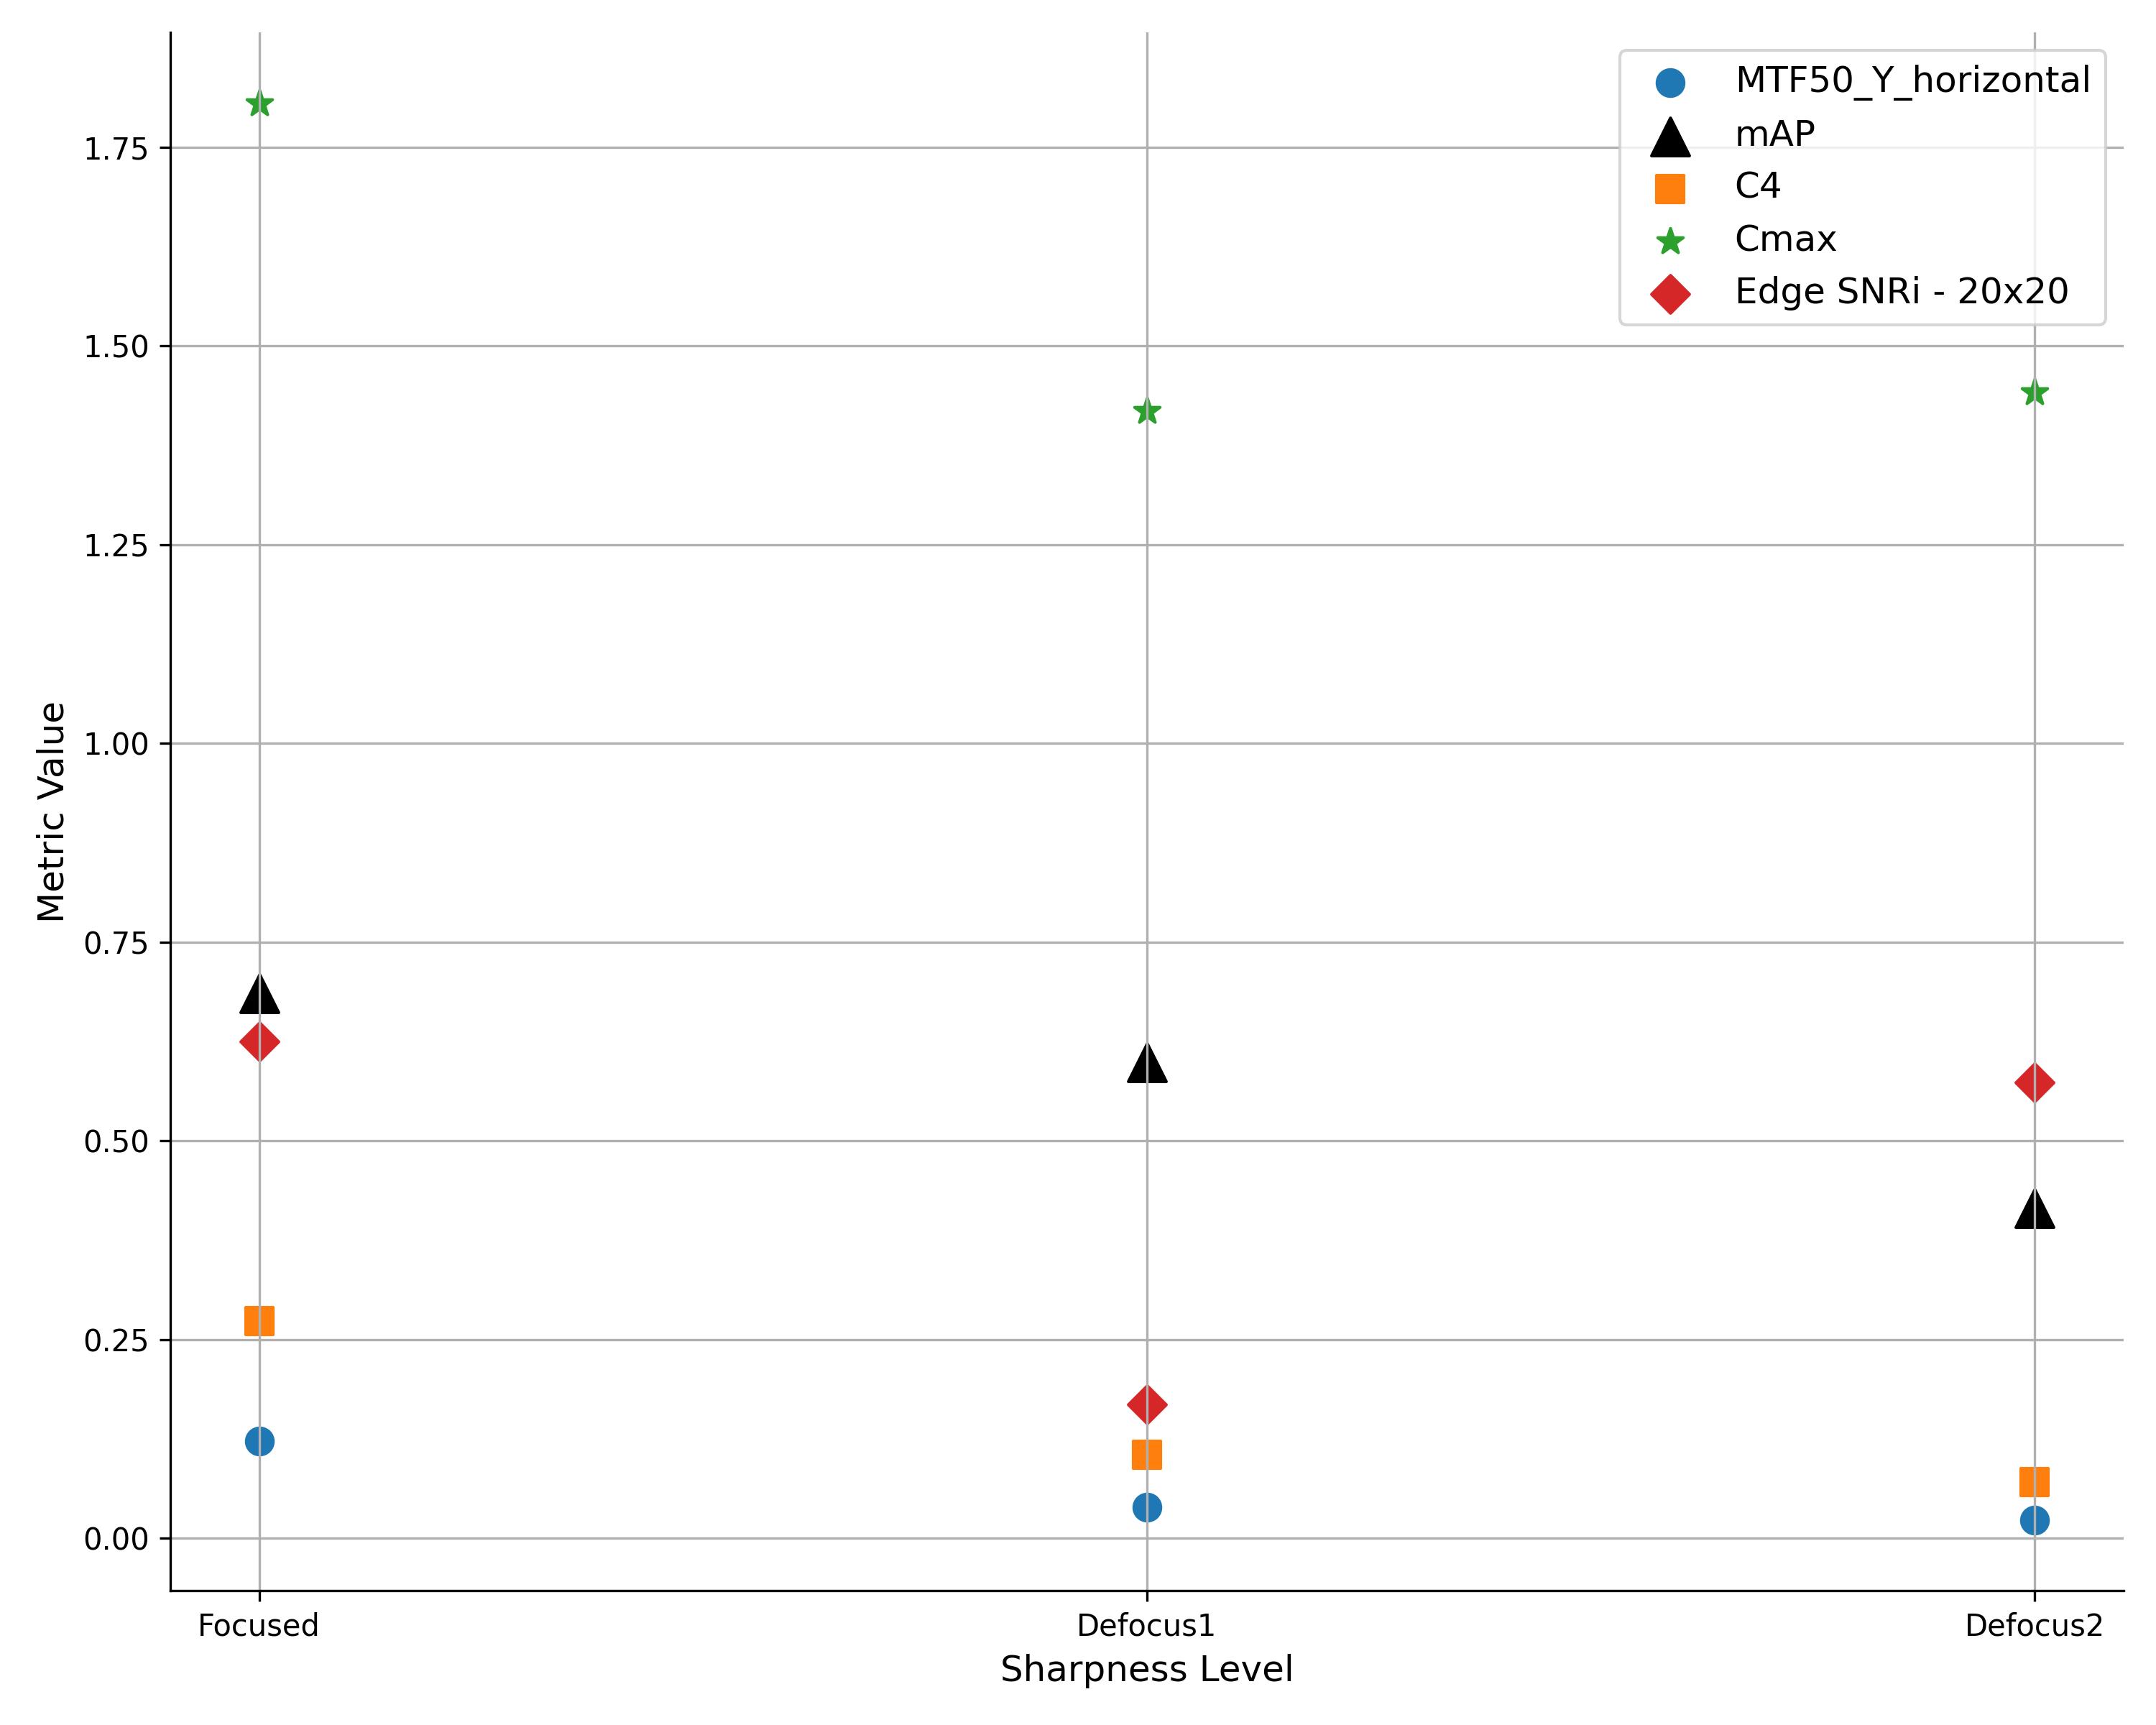 MTF50_Y_horizontal
mAP
C4
Cmax
Edge SNRi - 20x20
1.75
1.50
1.25
1.00
0.75
0.50
0.25
0.00
Metric Value
Focused Defocus1 Defocus2
Sharpness Level